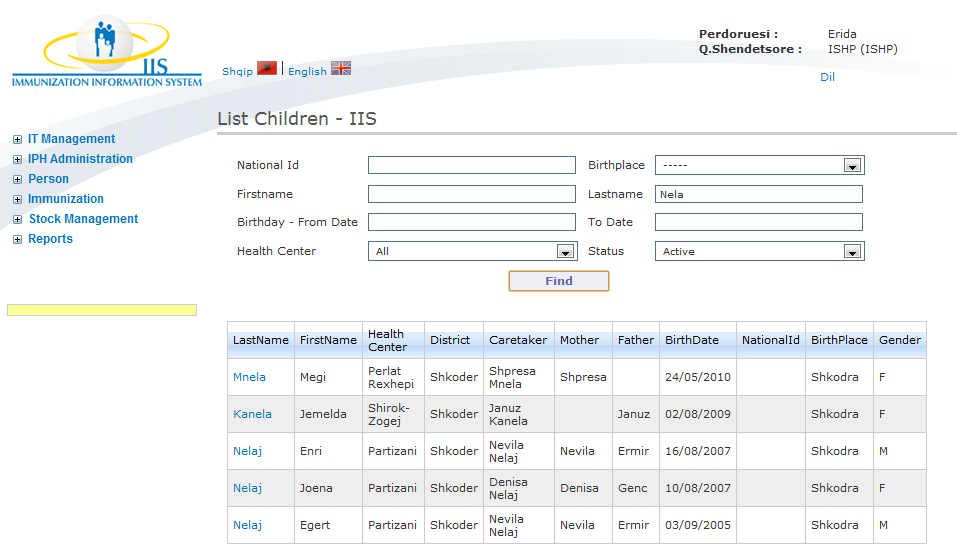 IIS
IMMUNIZATION INFORMATION SYSTEM
Shqip English
Perdoruesi : Erida
Q.Shendetsore : ISHP (ISHP)
Dil
IT Management
IPH Administration
Person
Immunization
Stock Management
Reports
List Children - IIS
National Id Birthplace -----
Firstname Lastname Nela
Birthday - From Date To Date
Health Center All Status Active
Find
LastName FirstName Health Center District Caretaker Mother Father BirthDate NationalId BirthPlace Gender
Mnela Megi Perlat Rexhepi Shkoder Shpresa Mnela Shpresa 24/05/2010 Shkodra F
Kanela Jemelda Shirok-Zogej Shkoder Januz Kanela Januz 02/08/2009 Shkodra F
Nelaj Enri Partizani Shkoder Nevila Nelaj Nevila Ermir 16/08/2007 Shkodra M
Nelaj Joena Partizani Shkoder Denisa Nelaj Denisa Genc 10/08/2007 Shkodra F
Nelaj Egert Partizani Shkoder Nevila Nelaj Nevila Ermir 03/09/2005 Shkodra M